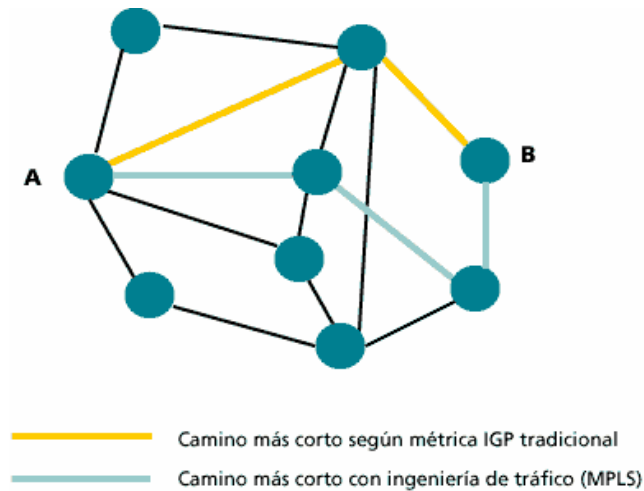 A
B
Camino más corto según métrica IGP tradicional
Camino más corto con ingeniería de tráfico (MPLS)